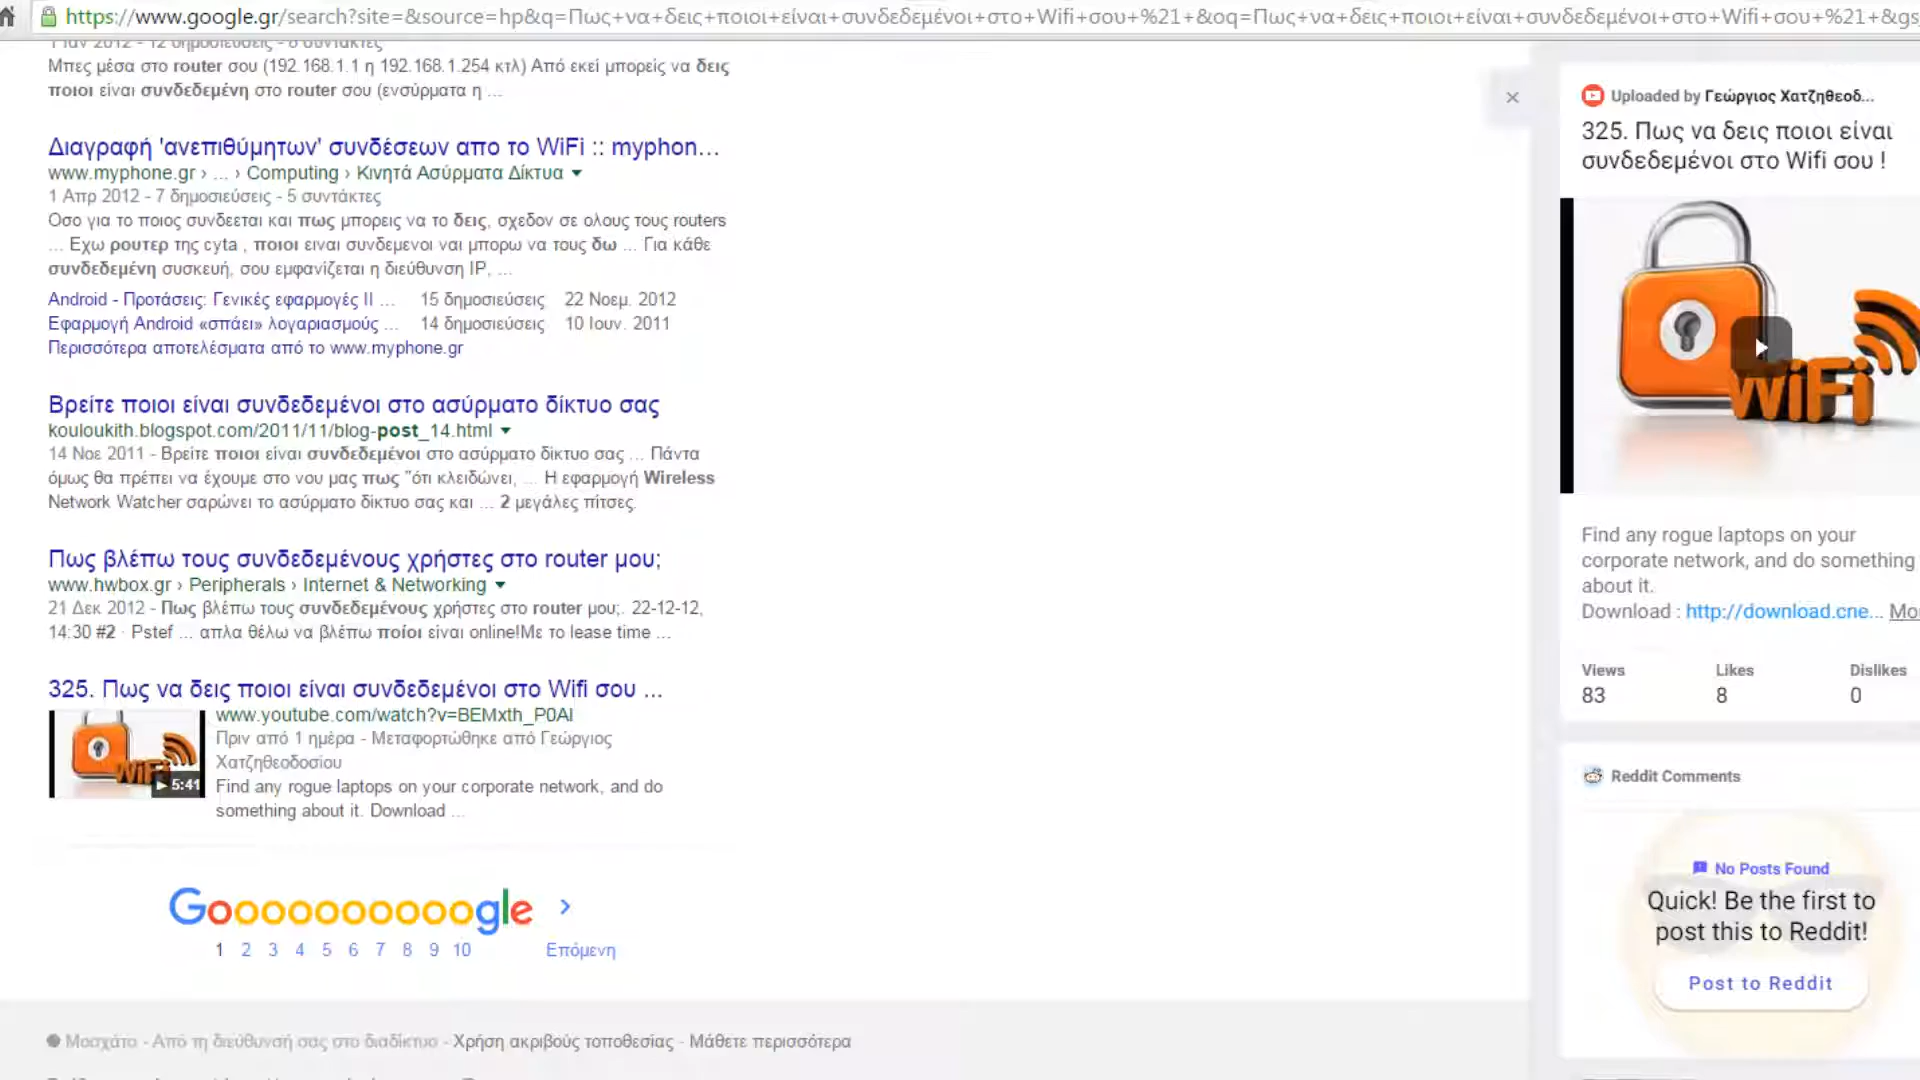 https://www.google.gr/search?site=&source=hp&q=Πως+να+δεις+ποιοι+είναι+συνδεδεμένοι+στο+Wifi+σου+%21+&oq=Πως+να+δεις+ποιοι+είναι+συνδεδεμένοι+στο+Wifi+σου+%21+&gs
1 Ιαν 2012 - 12 δημοσιεύσεις - 8 συντάκτες
Μπες μέσα στο router σου (192.168.1.1 η 192.168.1.254 κτλ) Από εκεί μπορείς να δεις
ποιοι είναι συνδεδεμένη στο router σου (ενσύρματα η ...
Διαγραφή 'ανεπιθύμητων' συνδέσεων απο το WiFi :: myphon...
www.myphone.gr › ... › Computing › Κινητά Ασύρματα Δίκτυα
1 Απρ 2012 - 7 δημοσιεύσεις - 5 συντάκτες
Οσο για το ποιος συνδεεται και πως μπορεις να το δεις, σχεδον σε ολους τους routers
... Εχω ρουτερ της cyta , ποιοι ειναι συνδεμενοι ναι μπορω να τους δω ... Για κάθε
συνδεδεμένη συσκευή, σου εμφανίζεται η διεύθυνση IP, ...
Android - Προτάσεις: Γενικές εφαρμογές II ... 15 δημοσιεύσεις 22 Νοεμ. 2012
Εφαρμογή Android «σπάει» λογαριασμούς ... 14 δημοσιεύσεις 10 Ιουν. 2011
Περισσότερα αποτελέσματα από το www.myphone.gr
Βρείτε ποιοι είναι συνδεδεμένοι στο ασύρματο δίκτυο σας
kouloukith.blogspot.com/2011/11/blog-post_14.html
14 Νοε 2011 - Βρείτε ποιοι είναι συνδεδεμένοι στο ασύρματο δίκτυο σας ... Πάντα
όμως θα πρέπει να έχουμε στο νου μας πως "ότι κλειδώνει, ... Η εφαρμογή Wireless
Network Watcher σαρώνει το ασύρματο δίκτυο σας και ... 2 μεγάλες πίτσες.
Πως βλέπω τους συνδεδεμένους χρήστες στο router μου;
www.hwbox.gr › Peripherals › Internet & Networking
21 Δεκ 2012 - Πως βλέπω τους συνδεδεμένους χρήστες στο router μου;. 22-12-12,
14:30 #2 · Pstef ... απλα θέλω να βλέπω ποίοι είναι online!Με το lease time ...
325. Πως να δεις ποιοι είναι συνδεδεμένοι στο Wifi σου ...
www.youtube.com/watch?v=BEMxth_P0AI
Πριν από 1 ημέρα - Μεταφορτώθηκε από Γεώργιος
Χατζηθεοδοσίου
Find any rogue laptops on your corporate network, and do
something about it. Download ...
WiFi
5:41
Goooooooooogle
1 2 3 4 5 6 7 8 9 10 Επόμενη
Μοσχάτο - Από τη διεύθυνσή σας στο διαδίκτυο - Χρήση ακριβούς τοποθεσίας - Μάθετε περισσότερα
Uploaded by Γεώργιος Χατζηθεοδ...
325. Πως να δεις ποιοι είναι
συνδεδεμένοι στο Wifi σου !
WiFi
Find any rogue laptops on your
corporate network, and do something
about it.
Download : http://download.cne... Mo
Views Likes Dislikes
83 8 0
Reddit Comments
No Posts Found
Quick! Be the first to
post this to Reddit!
Post to Reddit